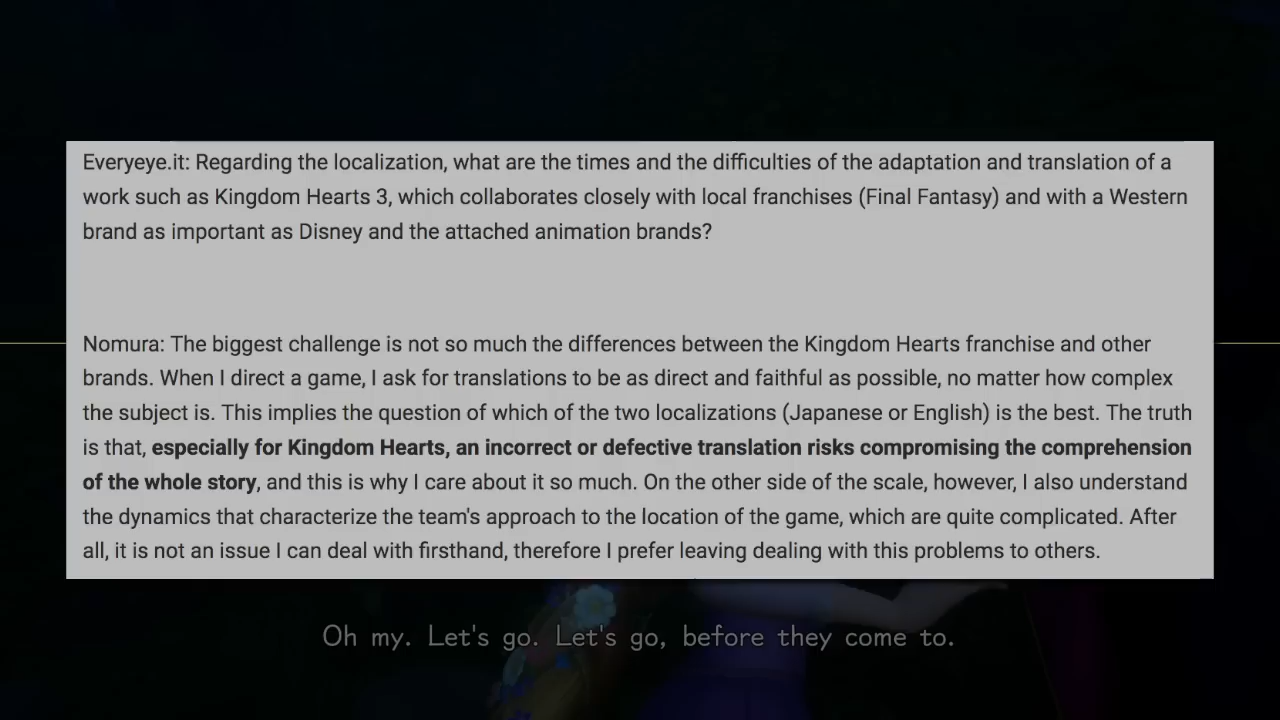 Everyeye.it: Regarding the localization, what are the times and the difficulties of the adaptation and translation of a
work such as Kingdom Hearts 3, which collaborates closely with local franchises (Final Fantasy) and with a Western
brand as important as Disney and the attached animation brands?
Nomura: The biggest challenge is not so much the differences between the Kingdom Hearts franchise and other
brands. When I direct a game, I ask for translations to be as direct and faithful as possible, no matter how complex
the subject is. This implies the question of which of the two localizations (Japanese or English) is the best. The truth
is that, especially for Kingdom Hearts, an incorrect or defective translation risks compromising the comprehension
of the whole story, and this is why I care about it so much. On the other side of the scale, however, I also understand
the dynamics that characterize the team's approach to the location of the game, which are quite complicated. After
all, it is not an issue I can deal with firsthand, therefore I prefer leaving dealing with this problems to others.
Oh my. Let's go. Let's go, before they come to.